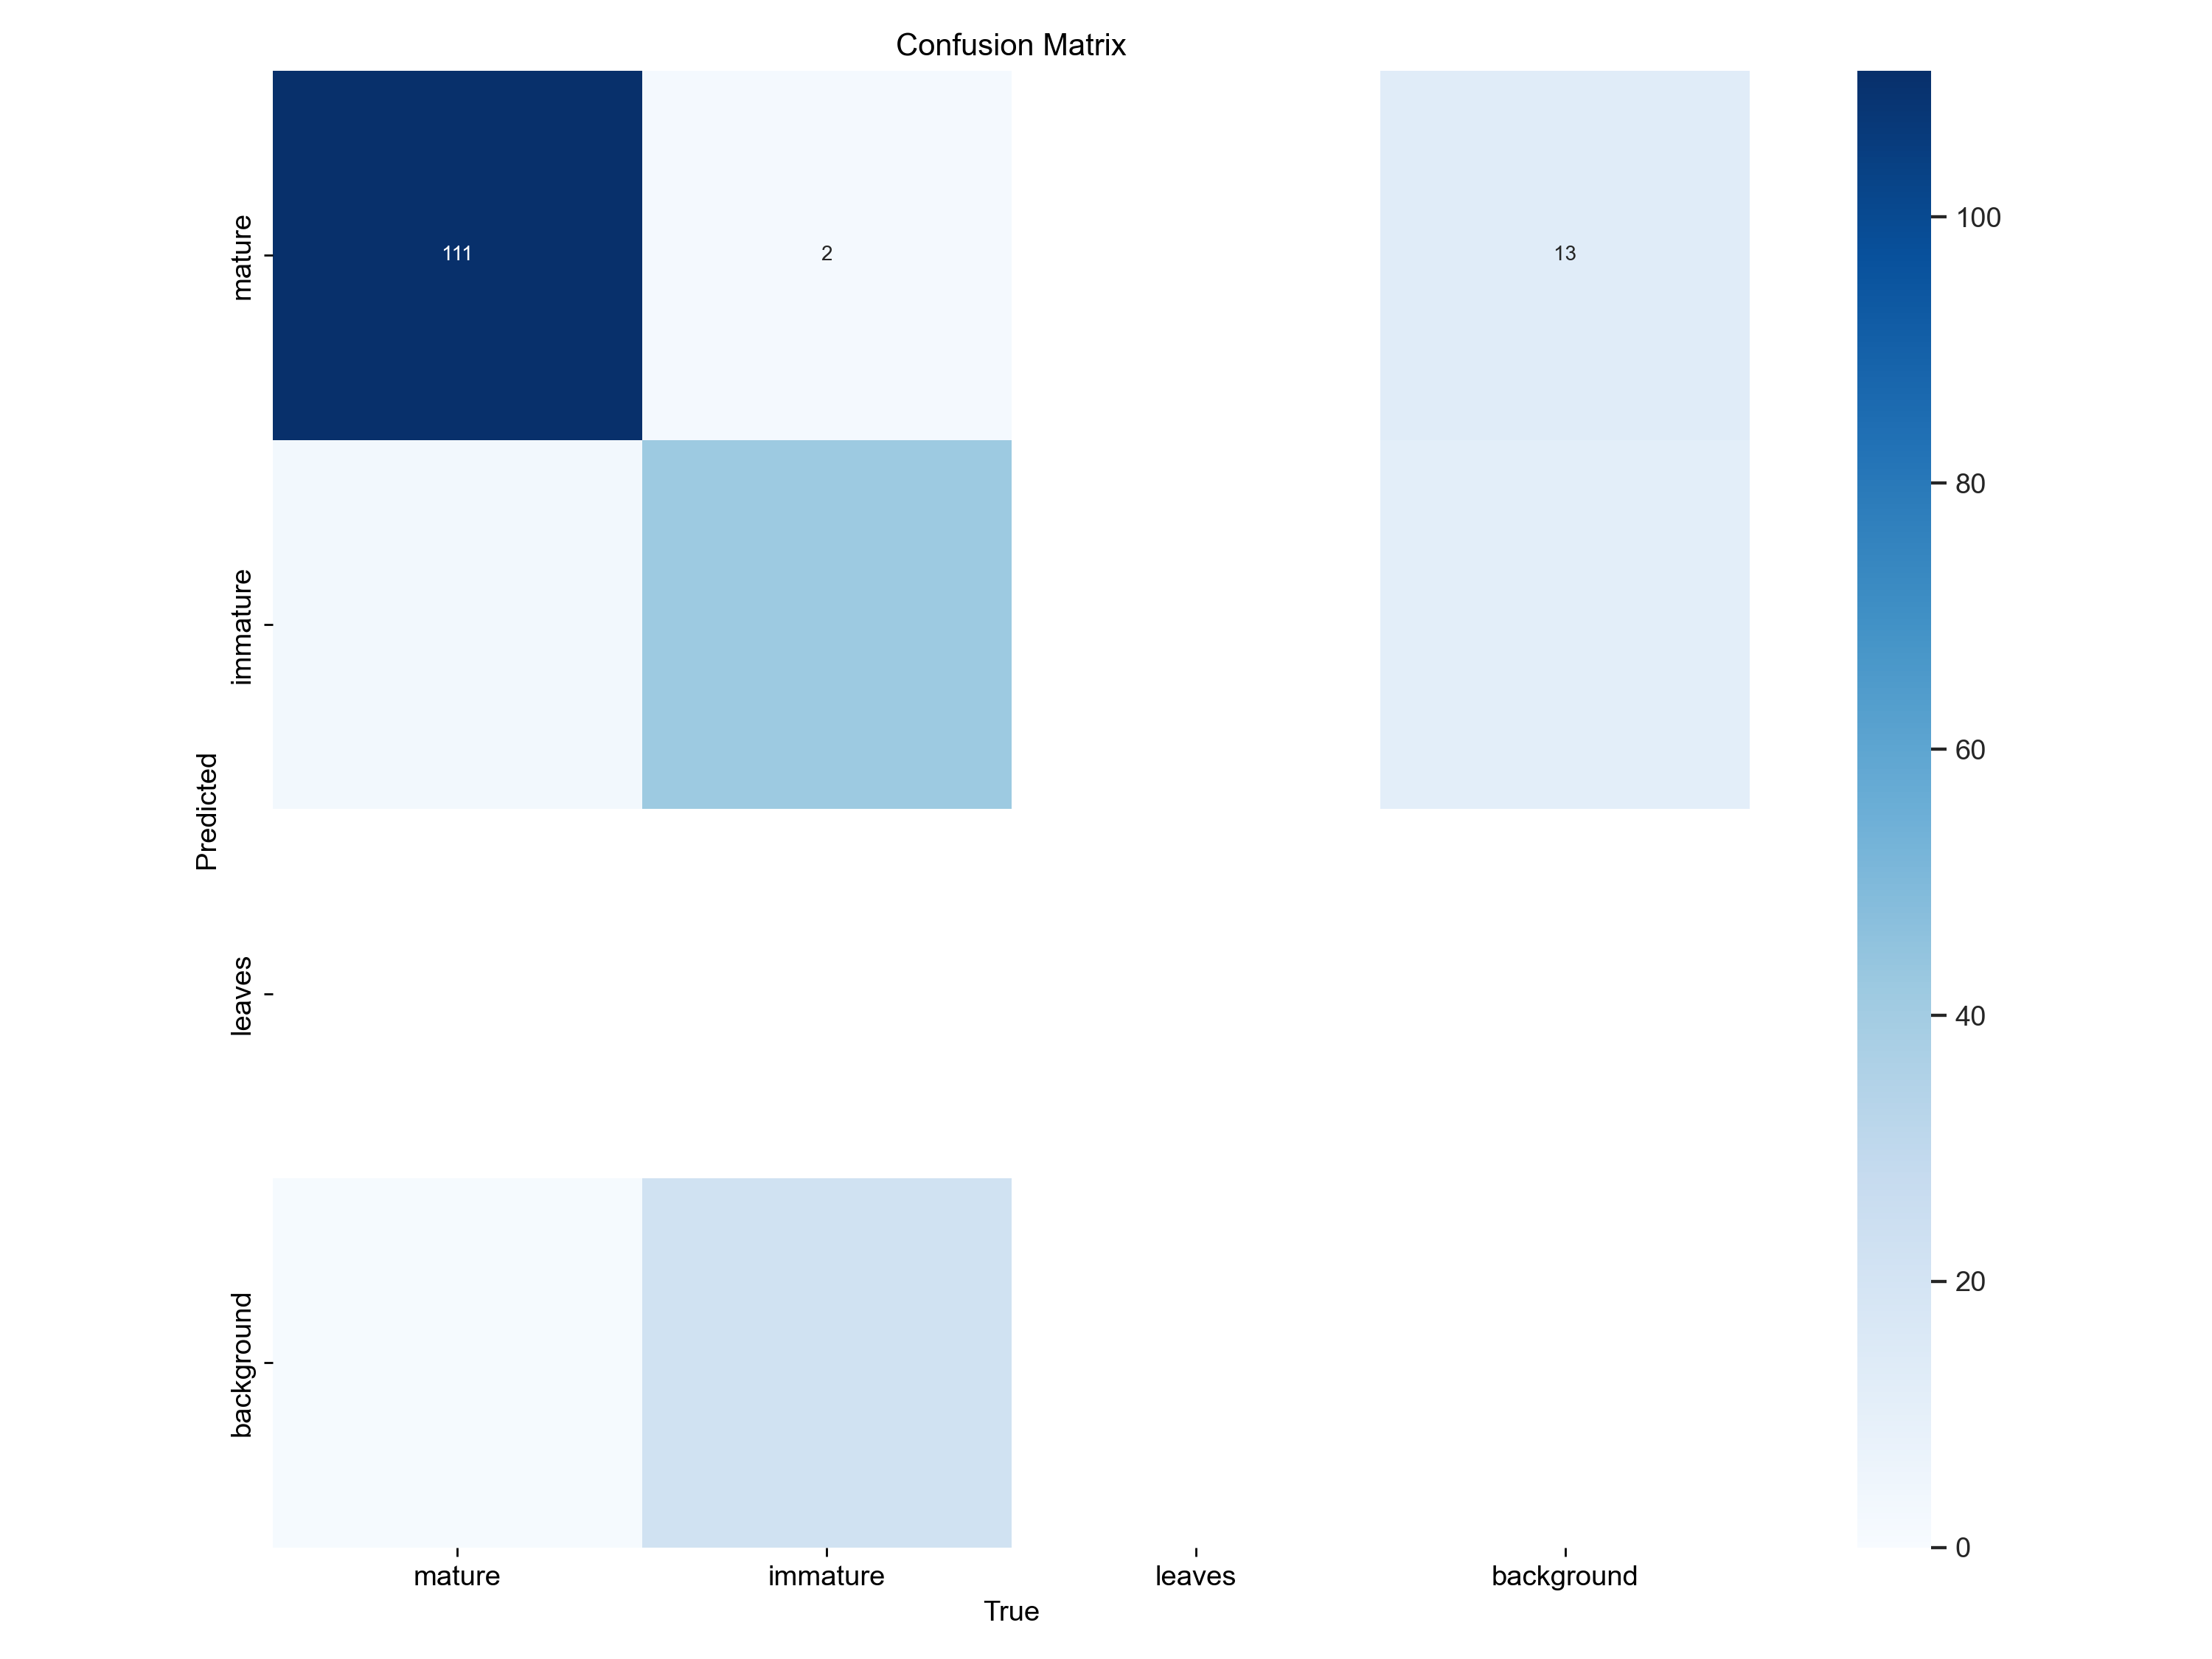 Confusion Matrix
mature
immature
leaves
background
Predicted
111
2
13
mature
immature
leaves
background
True
100
80
60
40
20
0